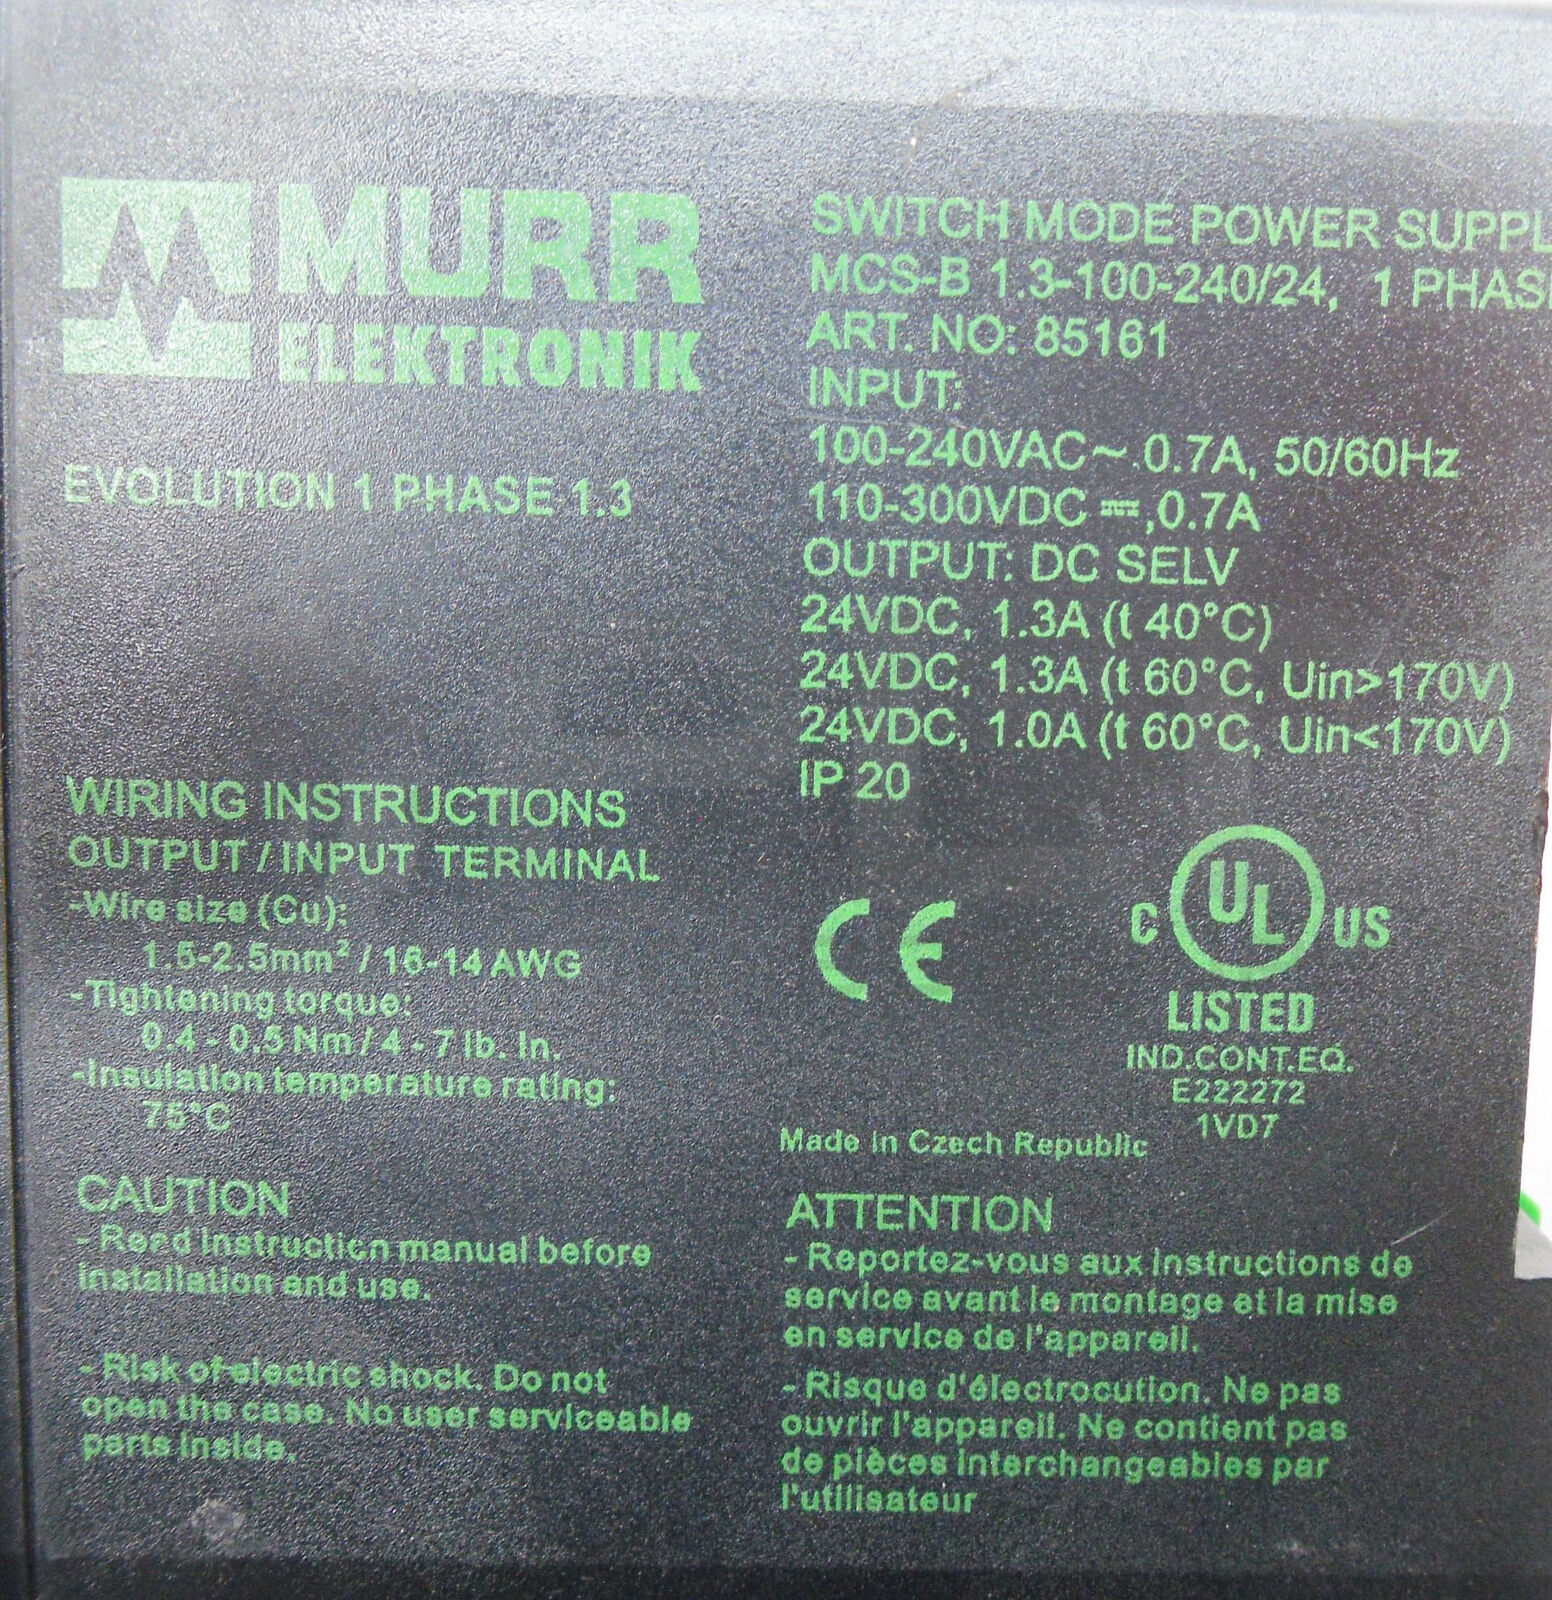 MURR
ELEKTRONIK
EVOLUTION 1 PHASE 1.3
SWITCH MODE POWER SUPPL
MCS-B 1.3-100-240/24, 1 PHAS
ART. NO: 85161
INPUT:
100-240VAC~ 0.7A, 50/60Hz
110-300VDC ⎓,0.7A
OUTPUT: DC SELV
24VDC, 1.3A (t 40°C)
24VDC, 1.3A (t 60°C, Uin>170V)
24VDC, 1.0A (t 60°C, Uin<170V)
IP 20
WIRING INSTRUCTIONS
OUTPUT / INPUT TERMINAL
-Wire size (Cu):
1.5-2.5mm² / 16-14 AWG
-Tightening torque:
0.4 - 0.5 Nm / 4 - 7 lb. In.
-Insulation temperature rating:
75°C
CE
C UL US
LISTED
IND.CONT.EQ.
E222272
1VD7
Made in Czech Republic
CAUTION
- Read instruction manual before
installation and use.
- Risk of electric shock. Do not
open the case. No user serviceable
parts inside.
ATTENTION
- Reportez-vous aux instructions de
service avant le montage et la mise
en service de l'appareil.
- Risque d'électrocution. Ne pas
ouvrir l'appareil. Ne contient pas
de pièces interchangeables par
l'utilisateur